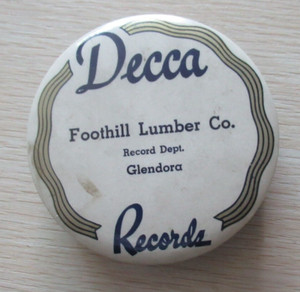 Decca
Foothill Lumber Co.
Record Dept.
Glendora
Records